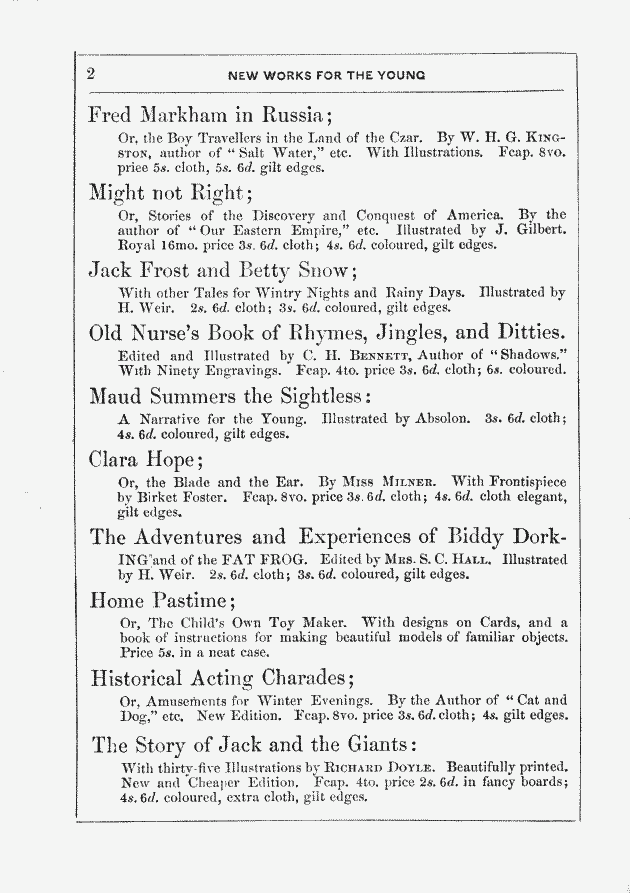 2 NEW WORKS FOR THE YOUNG
Fred Markham in Russia;
Or, the Boy Travellers in the Land of the Czar. By W. H. G. KING-
STON, author of “Salt Water,” etc. With Illustrations. Fcap. 8vo.
price 5s. cloth, 5s. 6d. gilt edges.
Might not Right;
Or, Stories of the Discovery and Conquest of America. By the
author of “Our Eastern Empire,” etc. Illustrated by J. Gilbert.
Royal 16mo. price 3s. 6d. cloth; 4s. 6d. coloured, gilt edges.
Jack Frost and Betty Snow;
With other Tales for Wintry Nights and Rainy Days. Illustrated by
H. Weir. 2s. 6d. cloth; 3s. 6d. coloured, gilt edges.
Old Nurse’s Book of Rhymes, Jingles, and Ditties.
Edited and Illustrated by C. H. BENNETT, Author of “Shadows.”
With Ninety Engravings. Fcap. 4to. price 3s. 6d. cloth; 6s. coloured.
Maud Summers the Sightless:
A Narrative for the Young. Illustrated by Absolon. 3s. 6d. cloth;
4s. 6d. coloured, gilt edges.
Clara Hope;
Or, the Blade and the Ear. By MISS MILNER. With Frontispiece
by Birket Foster. Fcap. 8vo. price 3s. 6d. cloth; 4s. 6d. cloth elegant,
gilt edges.
The Adventures and Experiences of Biddy Dork-
ING and of the FAT FROG. Edited by MRS. S. C. HALL. Illustrated
by H. Weir. 2s. 6d. cloth; 3s. 6d. coloured, gilt edges.
Home Pastime;
Or, The Child’s Own Toy Maker. With designs on Cards, and a
book of instructions for making beautiful models of familiar objects.
Price 5s. in a neat case.
Historical Acting Charades;
Or, Amusements for Winter Evenings. By the Author of “Cat and
Dog,” etc. New Edition. Fcap. 8vo. price 3s. 6d. cloth; 4s. gilt edges.
The Story of Jack and the Giants:
With thirty-five Illustrations by RICHARD DOYLE. Beautifully printed.
New and Cheaper Edition. Fcap. 4to. price 2s. 6d. in fancy boards;
4s. 6d. coloured, extra cloth, gilt edges.